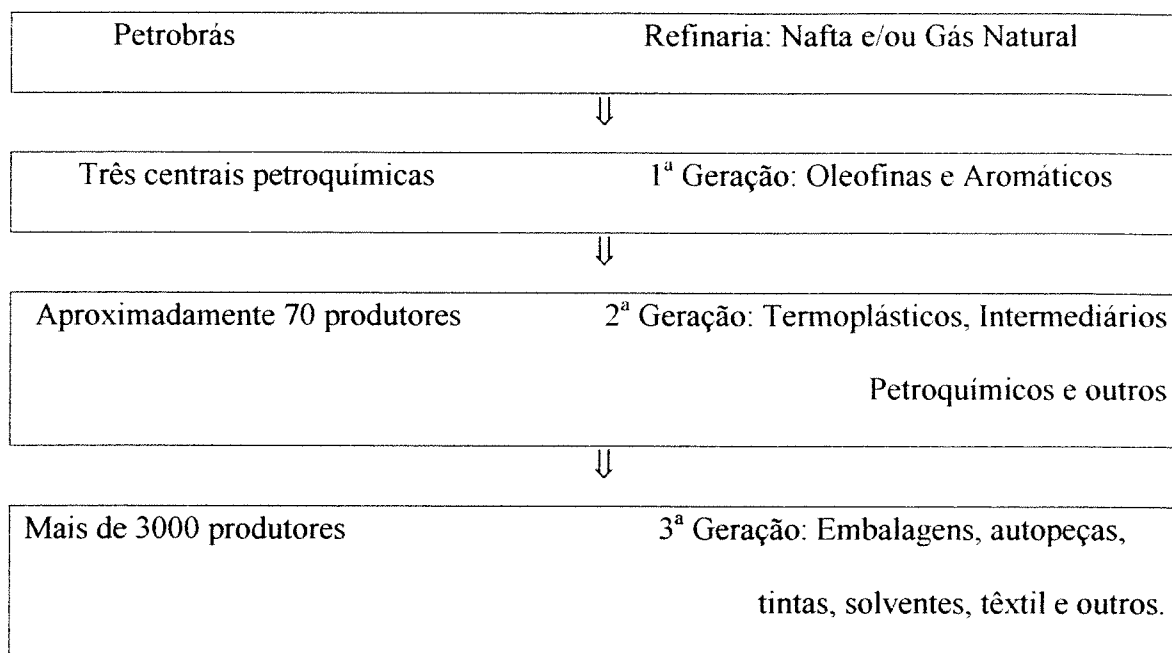 Petrobrás Refinaria: Nafta e/ou Gás Natural
⇓
Três centrais petroquímicas 1ª Geração: Oleofinas e Aromáticos
⇓
Aproximadamente 70 produtores 2ª Geração: Termoplásticos, Intermediários
Petroquímicos e outros
⇓
Mais de 3000 produtores 3ª Geração: Embalagens, autopeças,
tintas, solventes, têxtil e outros.